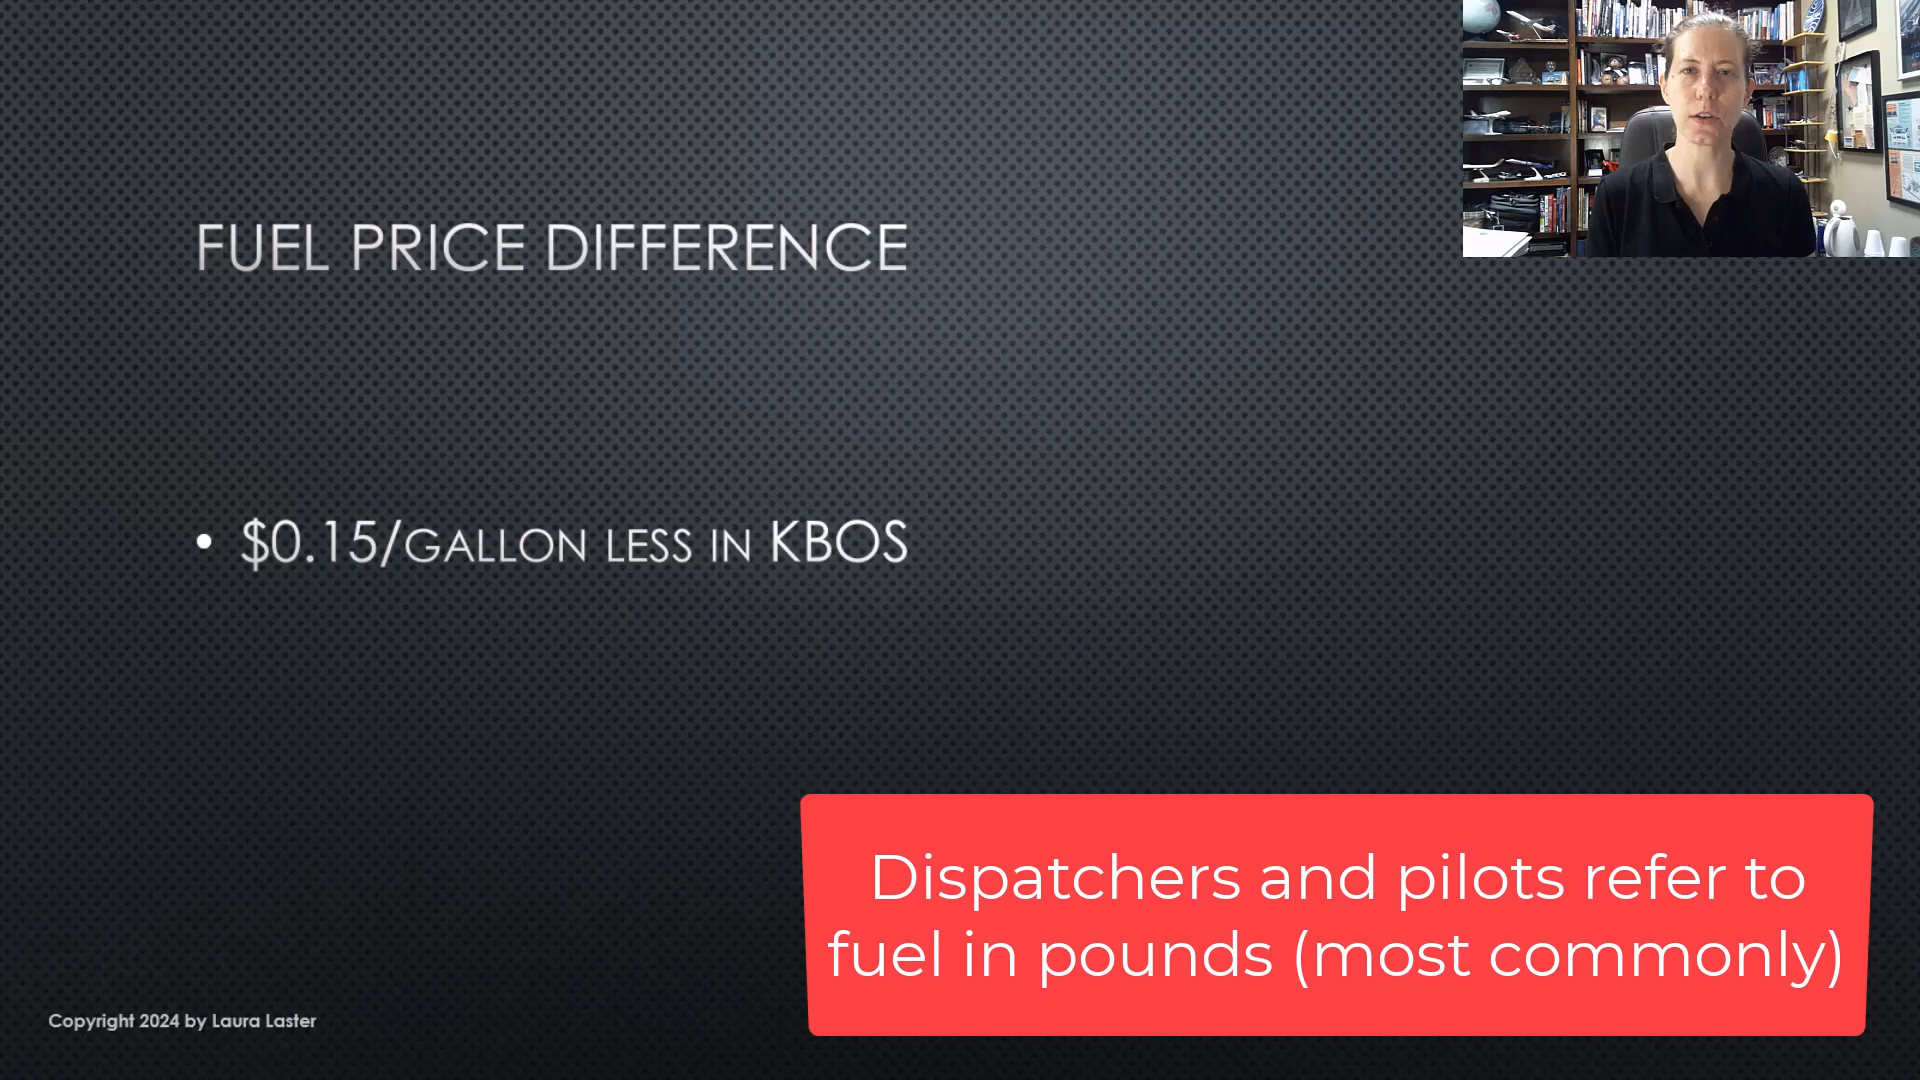 FUEL PRICE DIFFERENCE
• $0.15/GALLON LESS IN KBOS
Dispatchers and pilots refer to
fuel in pounds (most commonly)
Copyright 2024 by Laura Laster